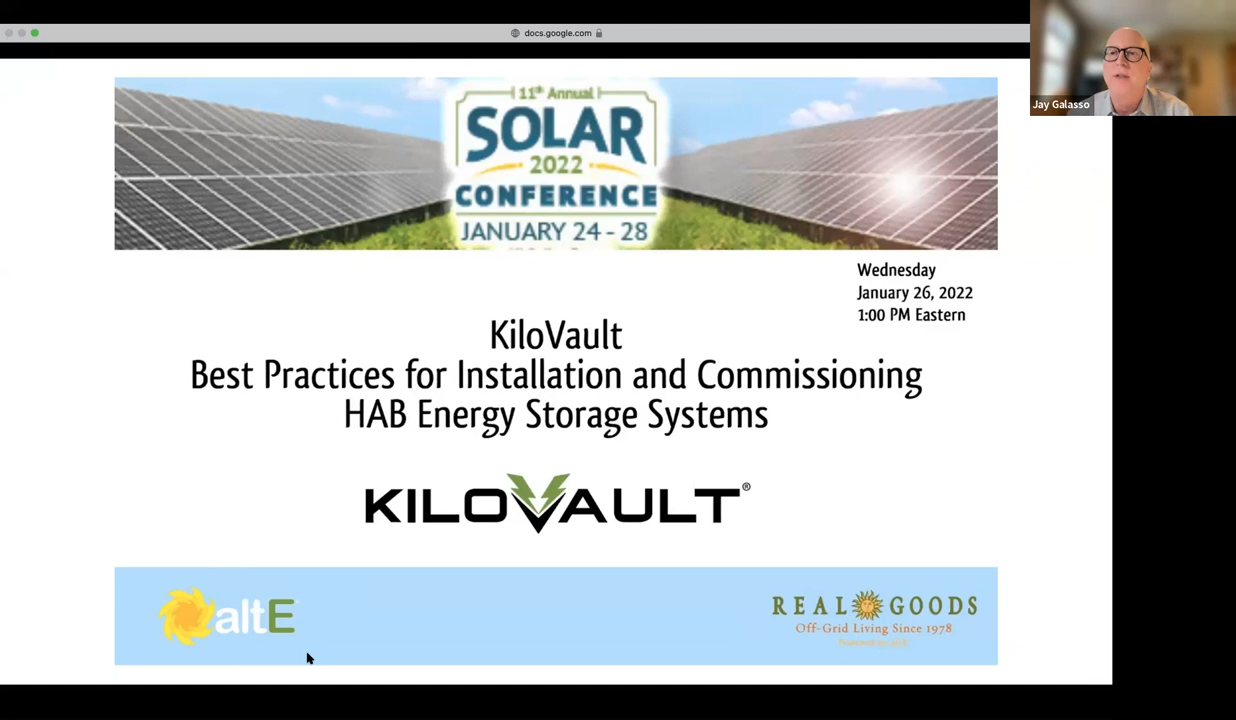 docs.google.com
Jay Galasso
11th Annual
SOLAR
2022
CONFERENCE
JANUARY 24 - 28
Wednesday
January 26, 2022
1:00 PM Eastern
KiloVault
Best Practices for Installation and Commissioning
HAB Energy Storage Systems
KILOVAULT®
altE
REAL GOODS
Off-Grid Living Since 1978